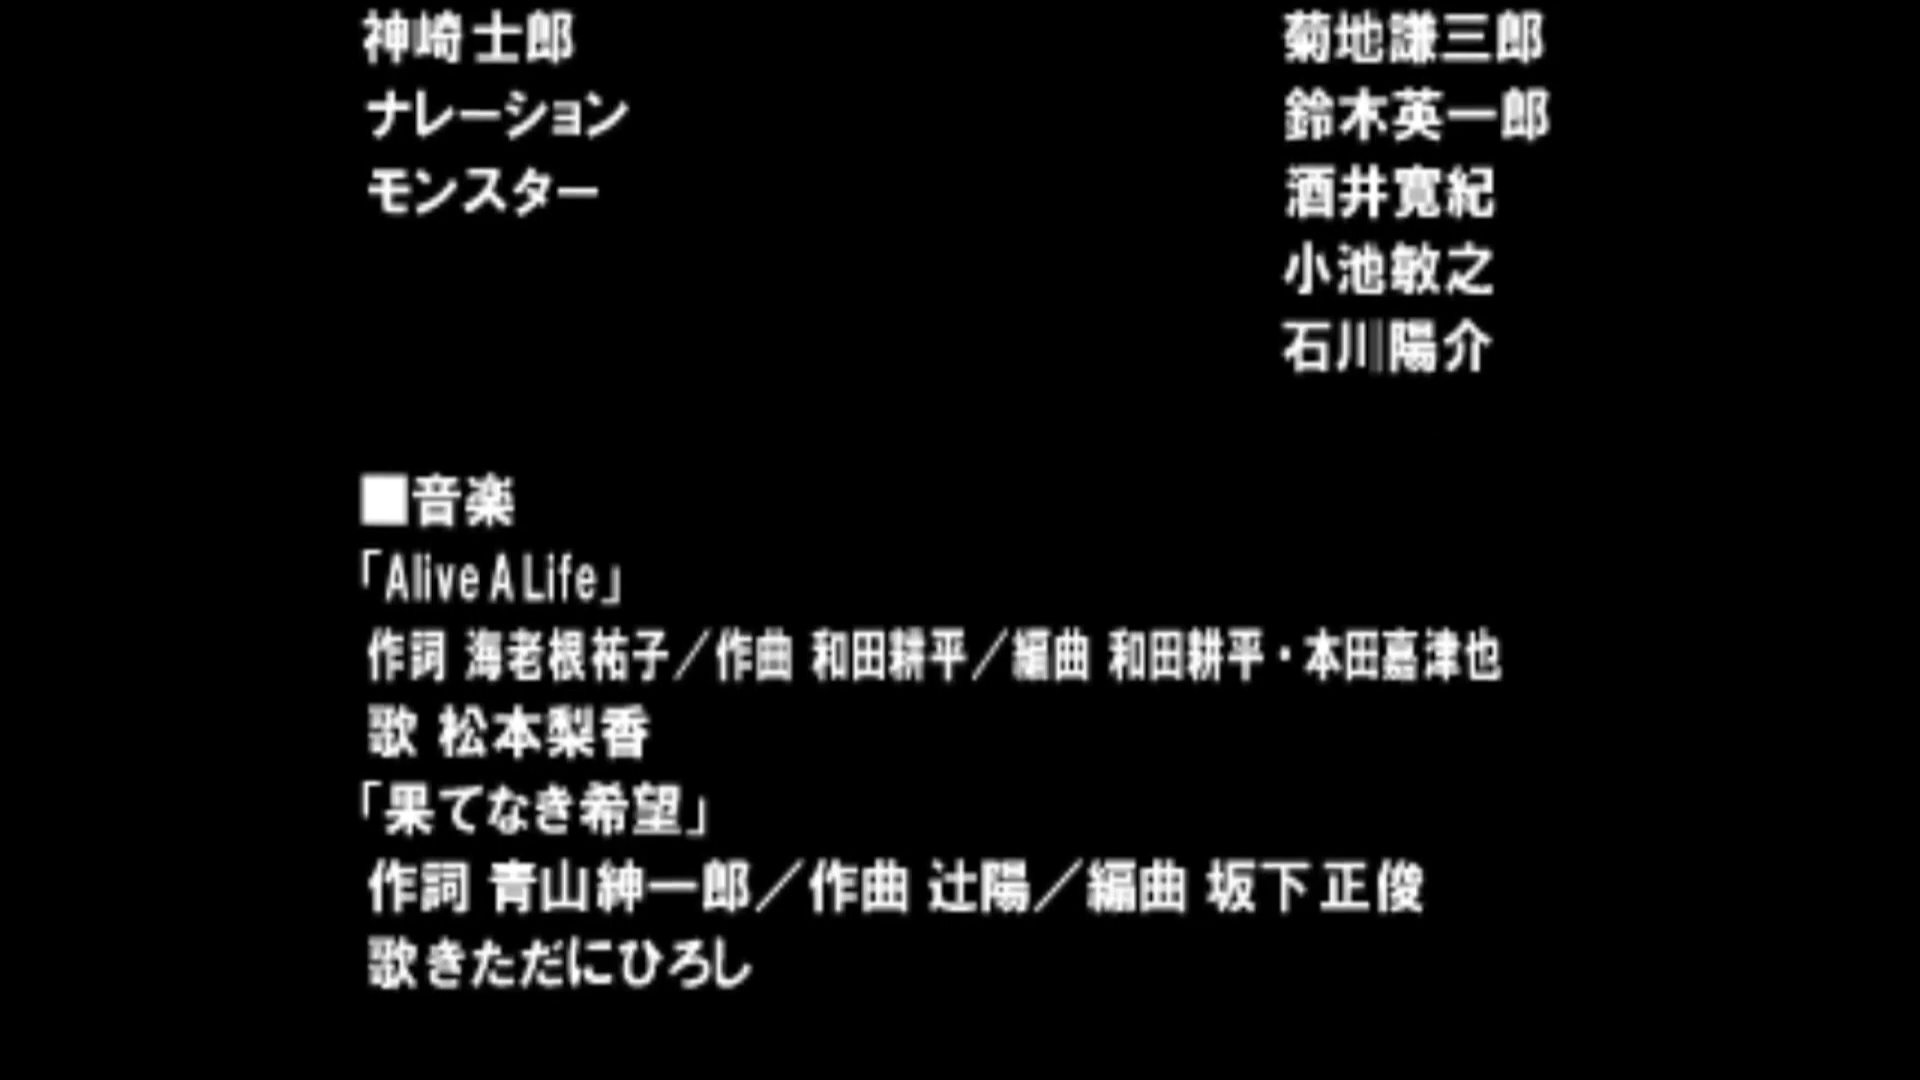 神崎士郎 菊地謙三郎
ナレーション 鈴木英一郎
モンスター 酒井寛紀
小池敏之
石川陽介
■音楽
「Alive A Life」
作詞 海老根祐子／作曲 和田耕平／編曲 和田耕平・本田嘉津也
歌 松本梨香
「果てなき希望」
作詞 青山紳一郎／作曲 辻陽／編曲 坂下正俊
歌きただにひろし